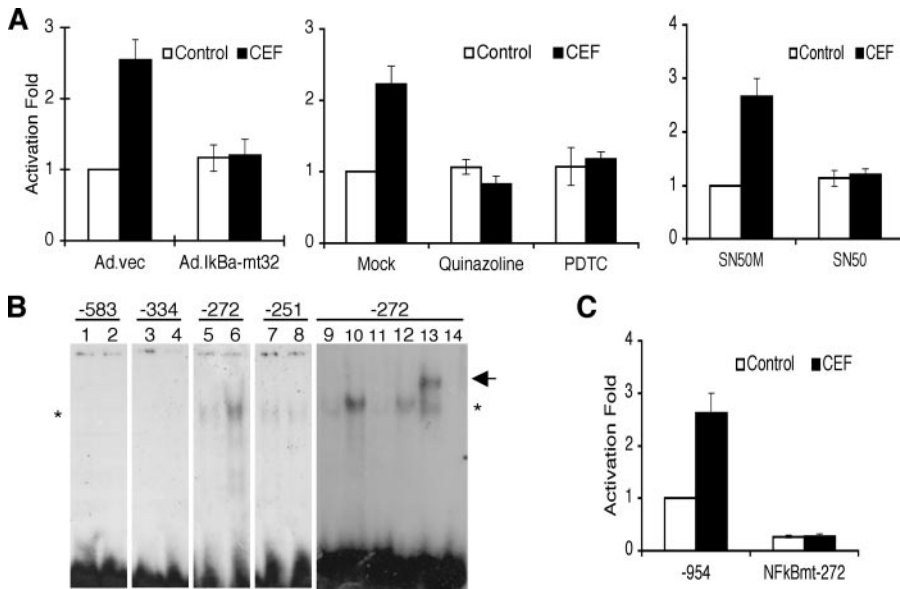 A
Activation Fold
3
2
1
0
Control CEF
Ad.vec Ad.IkBa-mt32
3
2
1
0
Control CEF
Mock Quinazoline PDTC
4
3
2
1
0
Control CEF
SN50M SN50
B
-583 -334 -272 -251 -272
1 2 3 4 5 6 7 8 9 10 11 12 13 14
* *
C
Activation Fold
4
3
2
1
0
Control CEF
-954 NFkBmt-272